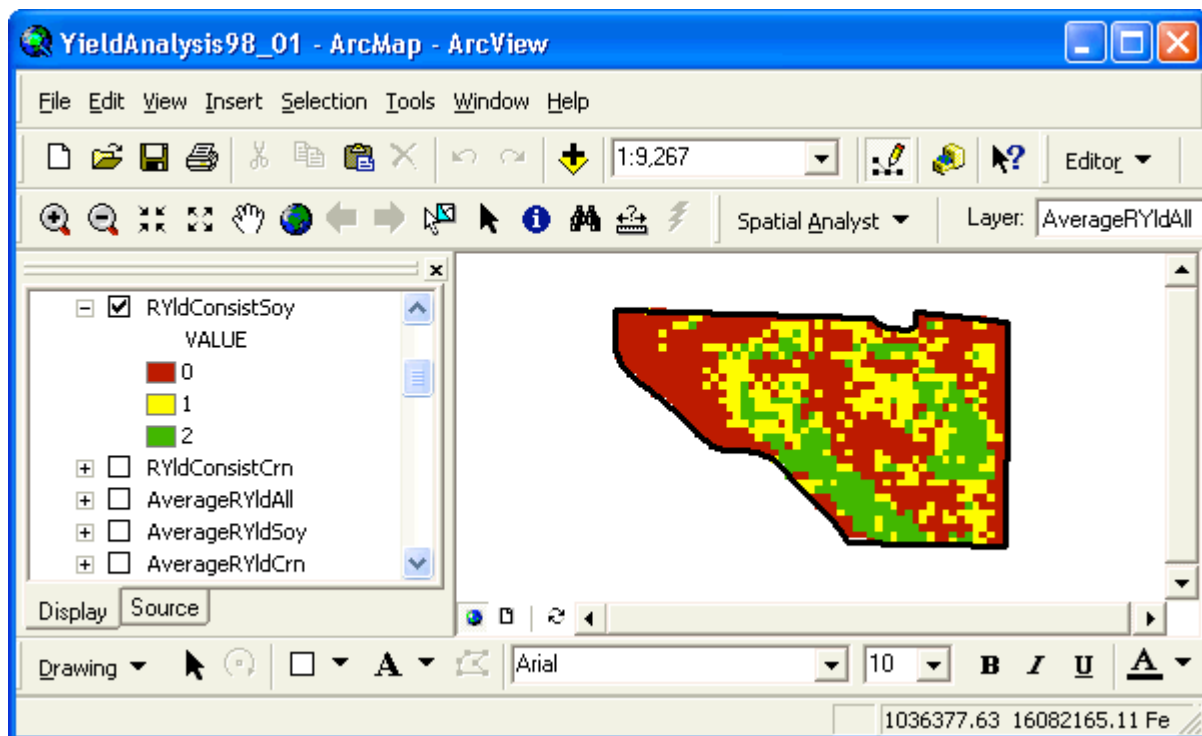 YieldAnalysis98_01 - ArcMap - ArcView
File Edit View Insert Selection Tools Window Help
1:9,267 Editor
Spatial Analyst Layer: AverageRYldAll
RYldConsistSoy
VALUE
0
1
2
RYldConsistCrn
AverageRYldAll
AverageRYldSoy
AverageRYldCrn
Display Source
Drawing A Arial 10 B I U A
1036377.63 16082165.11 Fe